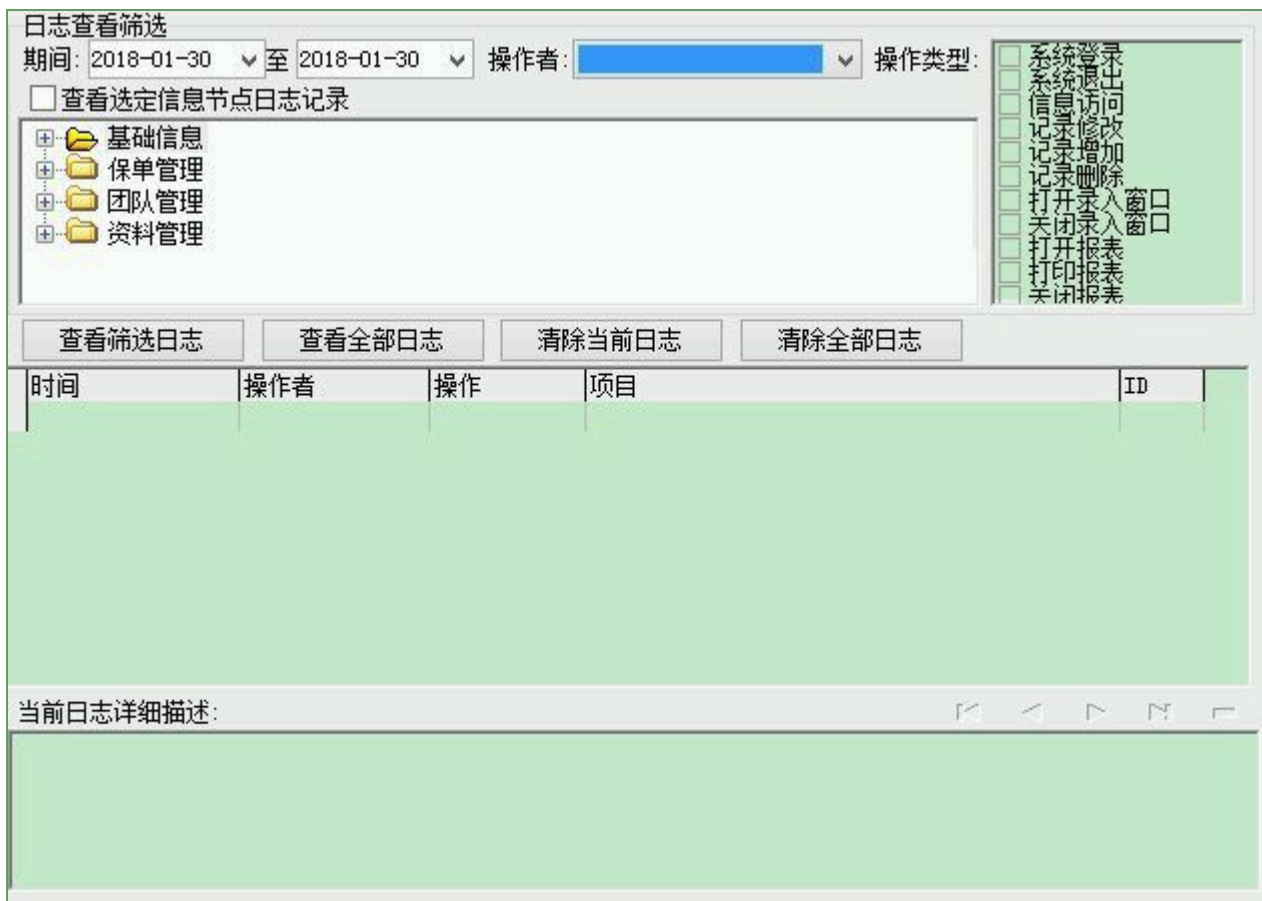 日志查看筛选
期间: 2018-01-30 至 2018-01-30 操作者: 操作类型:
系统登录
系统退出
信息访问
记录修改
记录增加
记录删除
打开录入窗口
关闭录入窗口
打开报表
打印报表
关闭报表
查看选定信息节点日志记录
基础信息
保单管理
团队管理
资料管理
查看筛选日志 查看全部日志 清除当前日志 清除全部日志
时间 操作者 操作 项目 ID
当前日志详细描述: